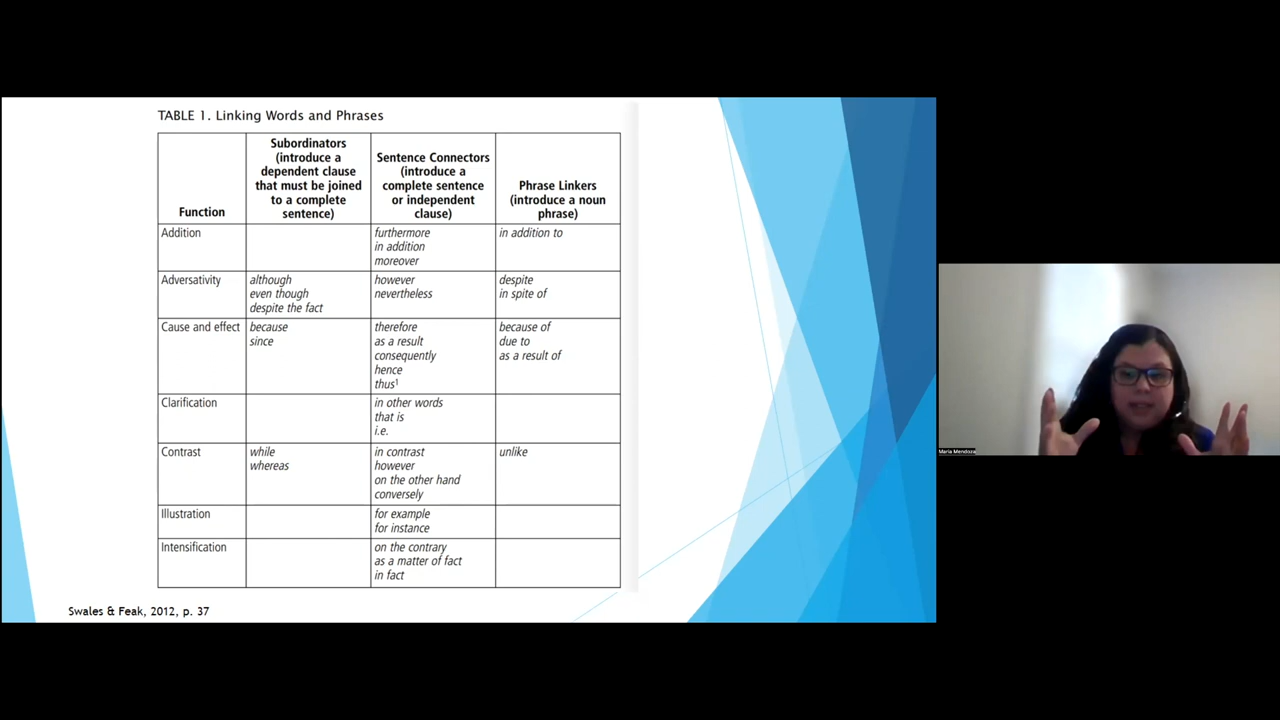 TABLE 1. Linking Words and Phrases
Function
Subordinators
(introduce a
dependent clause
that must be joined
to a complete
sentence)
Sentence Connectors
(introduce a
complete sentence
or independent
clause)
Phrase Linkers
(introduce a noun
phrase)
Addition
furthermore
in addition
moreover
in addition to
Adversativity
although
even though
despite the fact
however
nevertheless
despite
in spite of
Cause and effect
because
since
therefore
as a result
consequently
hence
thus¹
because of
due to
as a result of
Clarification
in other words
that is
i.e.
Contrast
while
whereas
in contrast
however
on the other hand
conversely
unlike
Illustration
for example
for instance
Intensification
on the contrary
as a matter of fact
in fact
Swales & Feak, 2012, p. 37
Maria Mendoza